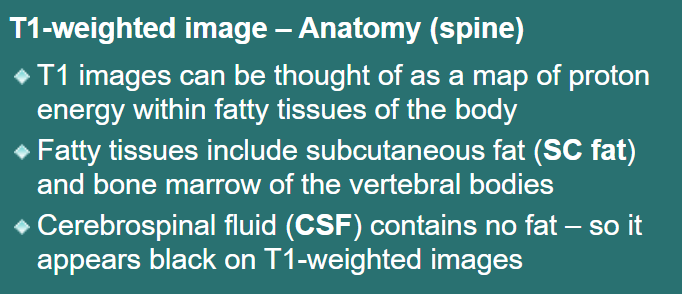 T1-weighted image – Anatomy (spine)
T1 images can be thought of as a map of proton
energy within fatty tissues of the body
Fatty tissues include subcutaneous fat (SC fat)
and bone marrow of the vertebral bodies
Cerebrospinal fluid (CSF) contains no fat – so it
appears black on T1-weighted images